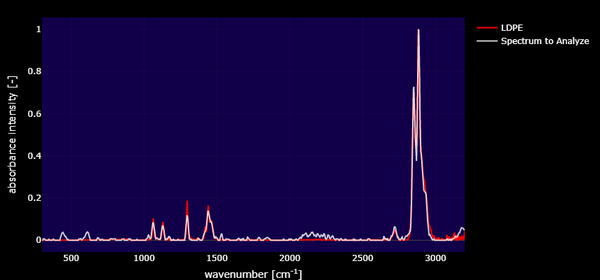 LDPE
Spectrum to Analyze
absorbance intensity [-]
1
0.8
0.6
0.4
0.2
0
500 1000 1500 2000 2500 3000
wavenumber [cm⁻¹]